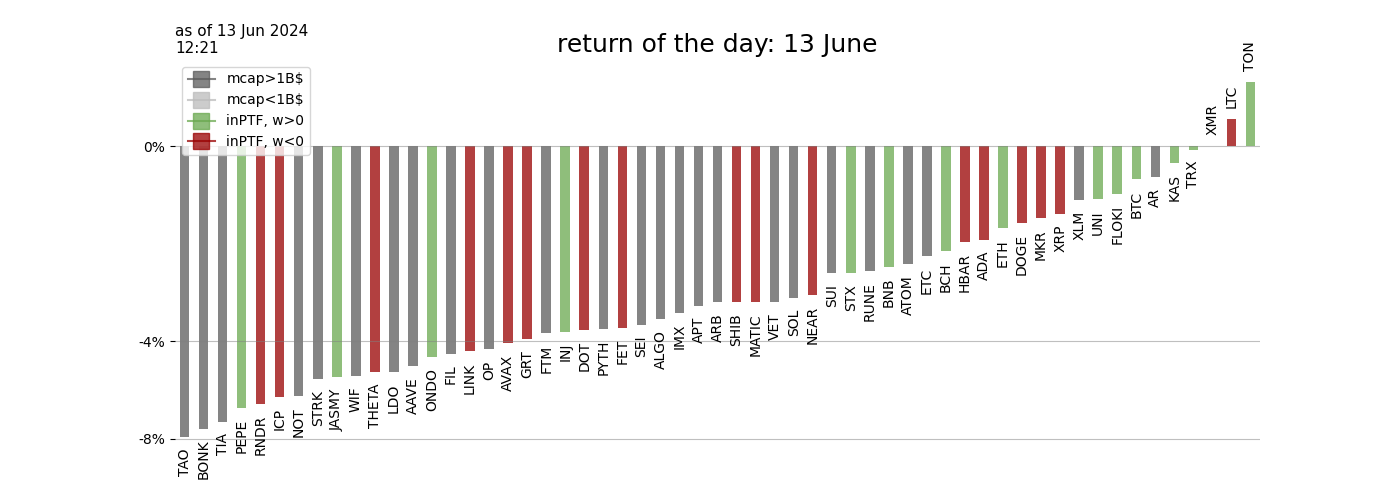 as of 13 Jun 2024
12:21
return of the day: 13 June
mcap>1B$
mcap<1B$
inPTF, w>0
inPTF, w<0
0%
-4%
-8%
TAO
BONK
TIA
PEPE
RNDR
ICP
NOT
STRK
JASMY
WIF
THETA
LDO
AAVE
ONDO
FIL
LINK
OP
AVAX
GRT
FTM
INJ
DOT
PYTH
FET
SEI
ALGO
IMX
APT
ARB
SHIB
MATIC
VET
SOL
NEAR
SUI
STX
RUNE
BNB
ATOM
ETC
BCH
HBAR
ADA
ETH
DOGE
MKR
XRP
XLM
UNI
FLOKI
BTC
AR
KAS
TRX
XMR
LTC
TON